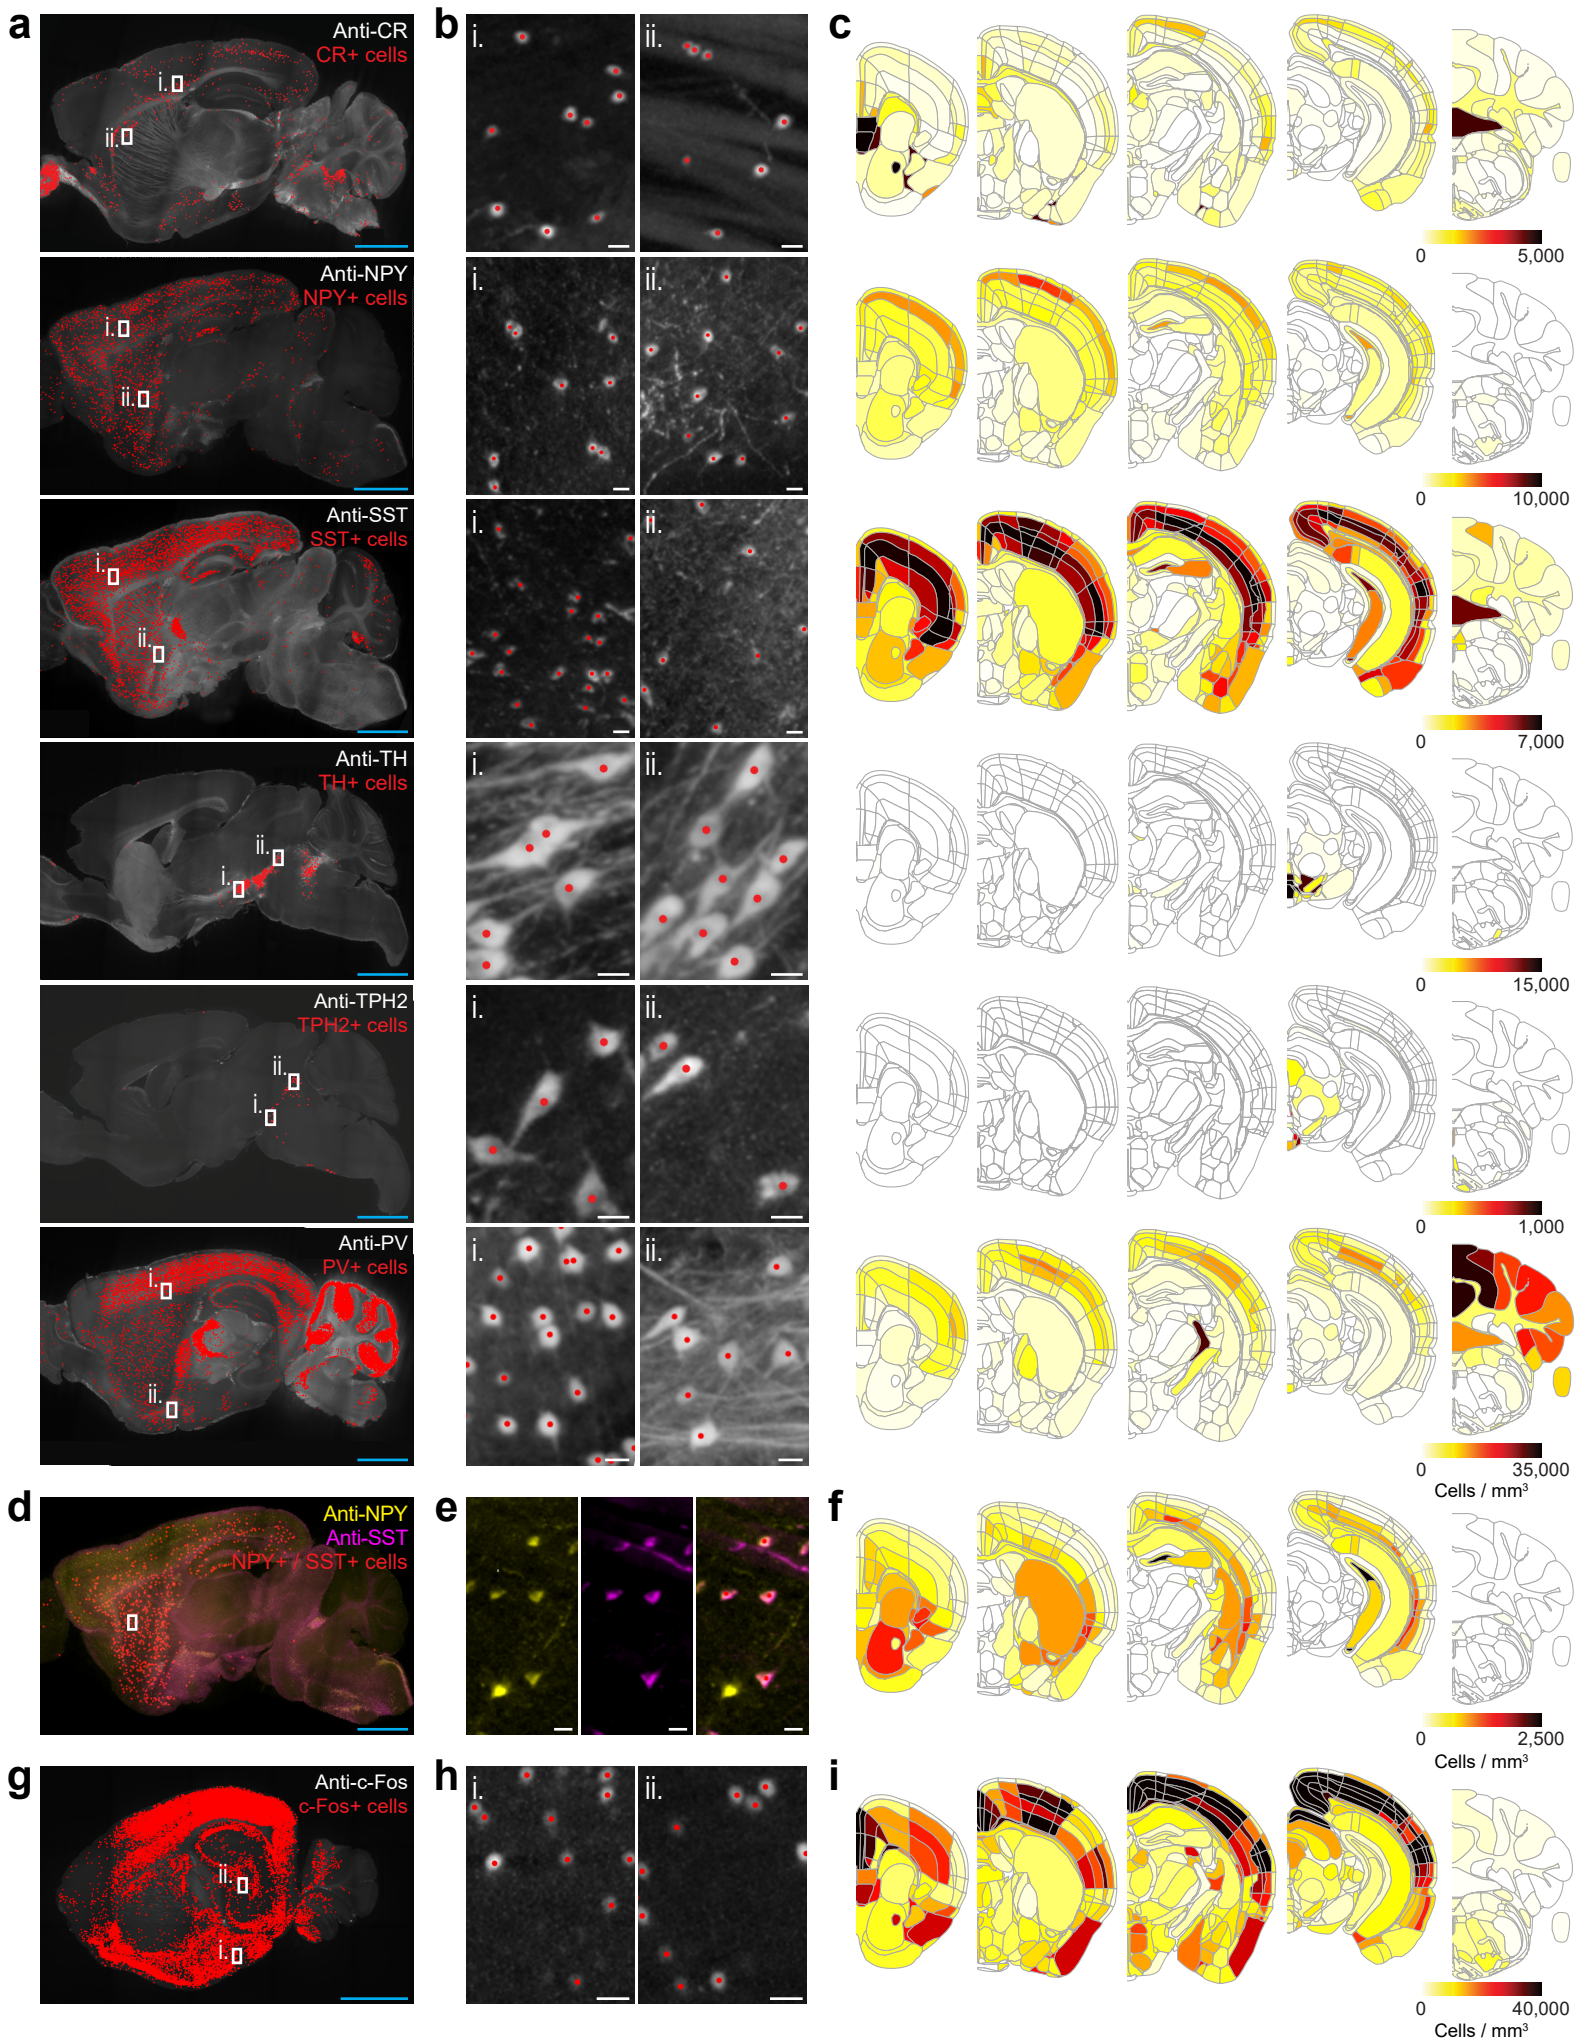 a
Anti-CR
CR+ cells
i.
ii.
b
i.
ii.
c
0
5,000
Anti-NPY
NPY+ cells
i.
ii.
i.
ii.
0
10,000
Anti-SST
SST+ cells
i.
ii.
i.
ii.
0
7,000
Anti-TH
TH+ cells
i.
ii.
i.
ii.
0
15,000
Anti-TPH2
TPH2+ cells
i.
ii.
i.
ii.
0
1,000
Anti-PV
PV+ cells
i.
ii.
i.
ii.
0
35,000
Cells / mm³
d
Anti-NPY
Anti-SST
NPY+ / SST+ cells
e
f
0
2,500
Cells / mm³
g
Anti-c-Fos
c-Fos+ cells
ii.
i.
h
i.
ii.
i
0
40,000
Cells / mm³